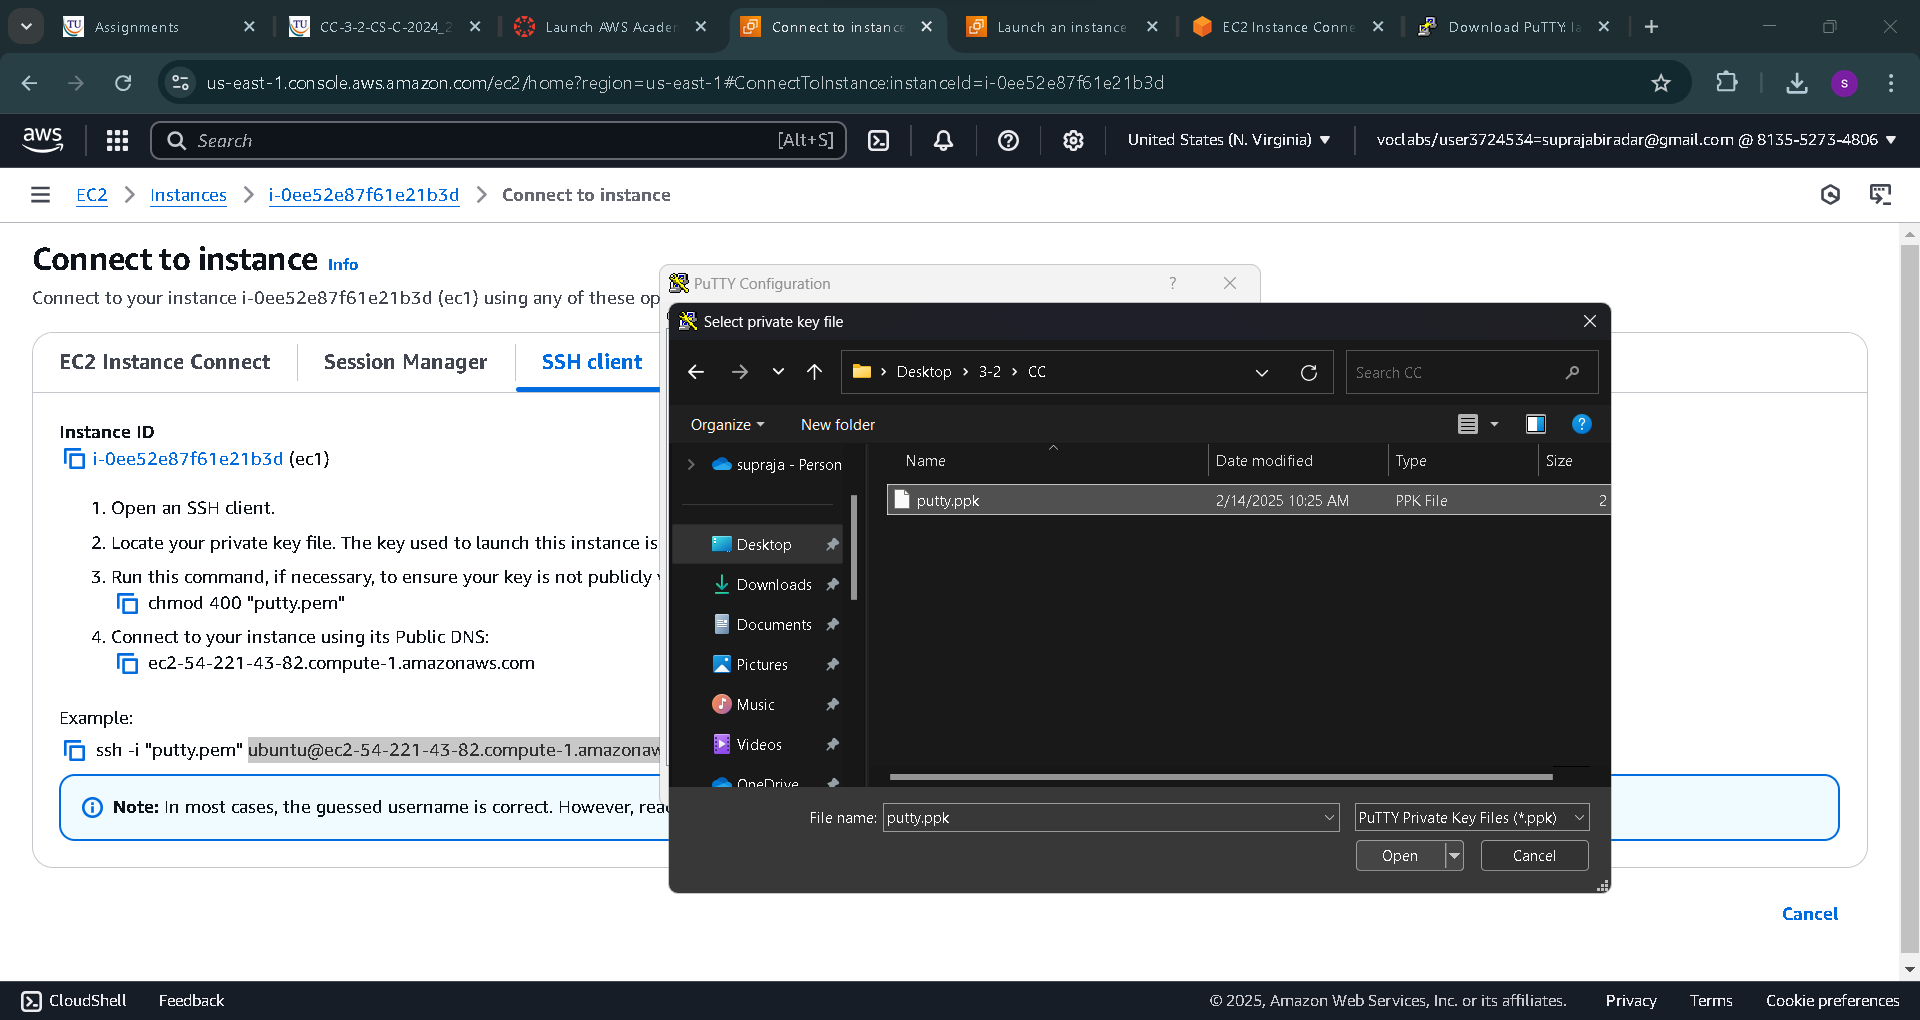 Assignments
CC-3-2-CS-C-2024_2
Launch AWS Academ
Connect to instance
Launch an instance
EC2 Instance Conne
Download PuTTY: la
us-east-1.console.aws.amazon.com/ec2/home?region=us-east-1#ConnectToInstance:instanceId=i-0ee52e87f61e21b3d
S
aws
Search
[Alt+S]
United States (N. Virginia)
voclabs/user3724534=suprajabiradar@gmail.com @ 8135-5273-4806
EC2
Instances
i-0ee52e87f61e21b3d
Connect to instance
Connect to instance Info
Connect to your instance i-0ee52e87f61e21b3d (ec1) using any of these op
EC2 Instance Connect
Session Manager
SSH client
Instance ID
i-0ee52e87f61e21b3d (ec1)
1. Open an SSH client.
2. Locate your private key file. The key used to launch this instance is
3. Run this command, if necessary, to ensure your key is not publicly v
chmod 400 "putty.pem"
4. Connect to your instance using its Public DNS:
ec2-54-221-43-82.compute-1.amazonaws.com
Example:
ssh -i "putty.pem" ubuntu@ec2-54-221-43-82.compute-1.amazonaw
Note: In most cases, the guessed username is correct. However, rea
Cancel
PuTTY Configuration
?
Select private key file
Desktop
3-2
CC
Search CC
Organize
New folder
?
supraja - Person
Desktop
Downloads
Documents
Pictures
Music
Videos
OneDrive
Name
Date modified
Type
Size
putty.ppk
2/14/2025 10:25 AM
PPK File
2
File name: putty.ppk
PuTTY Private Key Files (*.ppk)
Open
Cancel
CloudShell
Feedback
© 2025, Amazon Web Services, Inc. or its affiliates.
Privacy
Terms
Cookie preferences